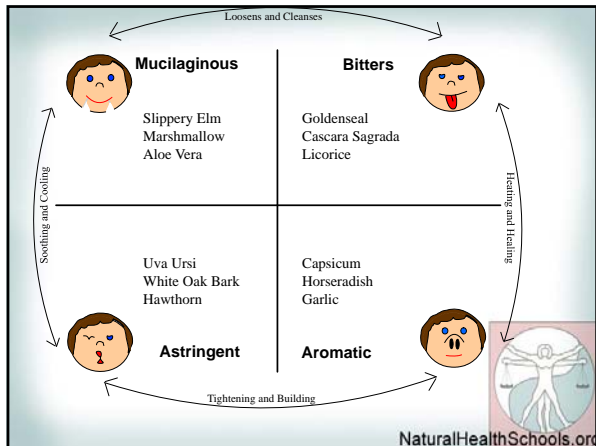 Loosens and Cleanses
Mucilaginous
Bitters
Slippery Elm
Marshmallow
Aloe Vera
Goldenseal
Cascara Sagrada
Licorice
Soothing and Cooling
Heating and Healing
Uva Ursi
White Oak Bark
Hawthorn
Capsicum
Horseradish
Garlic
Astringent
Aromatic
Tightening and Building
NaturalHealthSchools.org